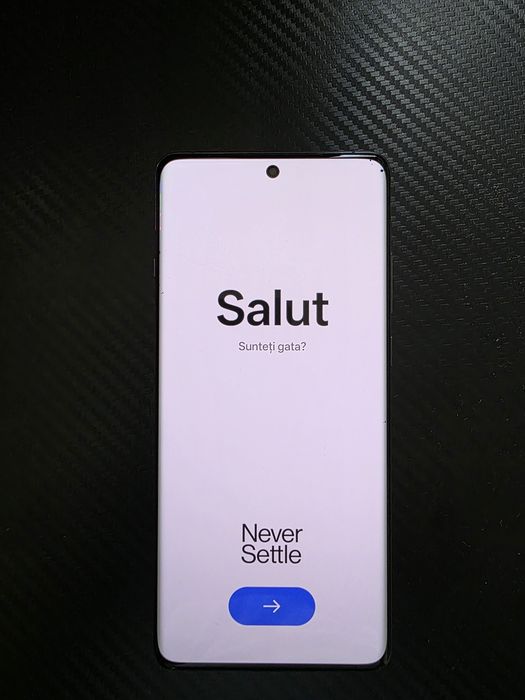 Salut
Sunteți gata?
Never
Settle